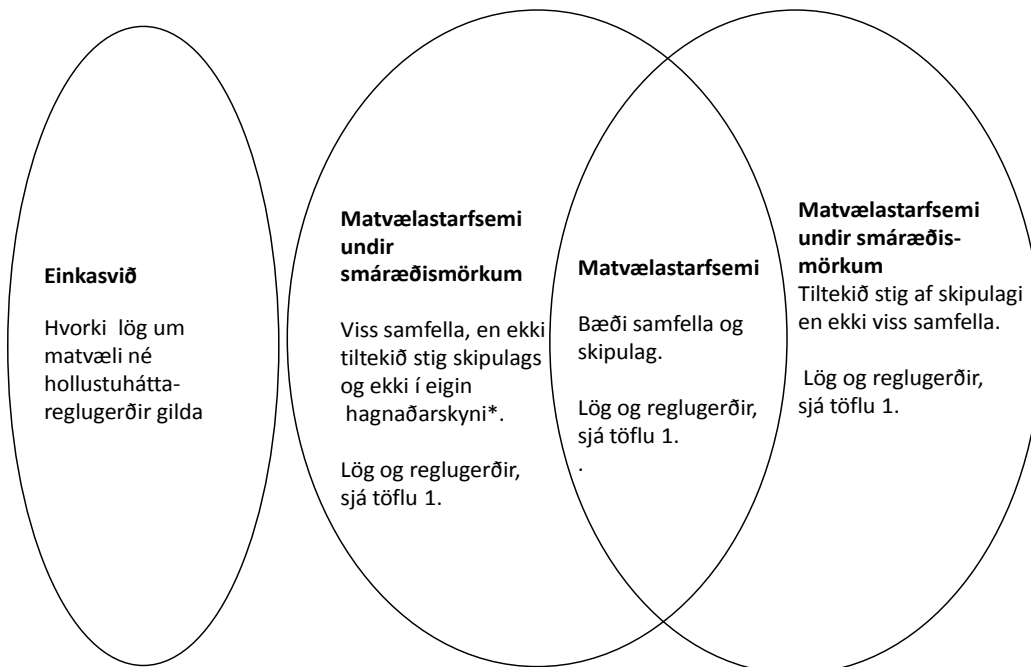 Einkasvið
Hvorki lög um
matvæli né
hollustuhátta-
reglugerðir gilda
Matvælastarfsemi
undir
smáræðismörkum
Viss samfella, en ekki
tiltekið stig skipulags
og ekki í eigin
hagnaðarskyni*.
Lög og reglugerðir,
sjá töflu 1.
Matvælastarfsemi
Bæði samfella og
skipulag.
Lög og reglugerðir,
sjá töflu 1.
.
Matvælastarfsemi
undir smáræðis-
mörkum
Tiltekið stig af skipulagi
en ekki viss samfella.
Lög og reglugerðir,
sjá töflu 1.